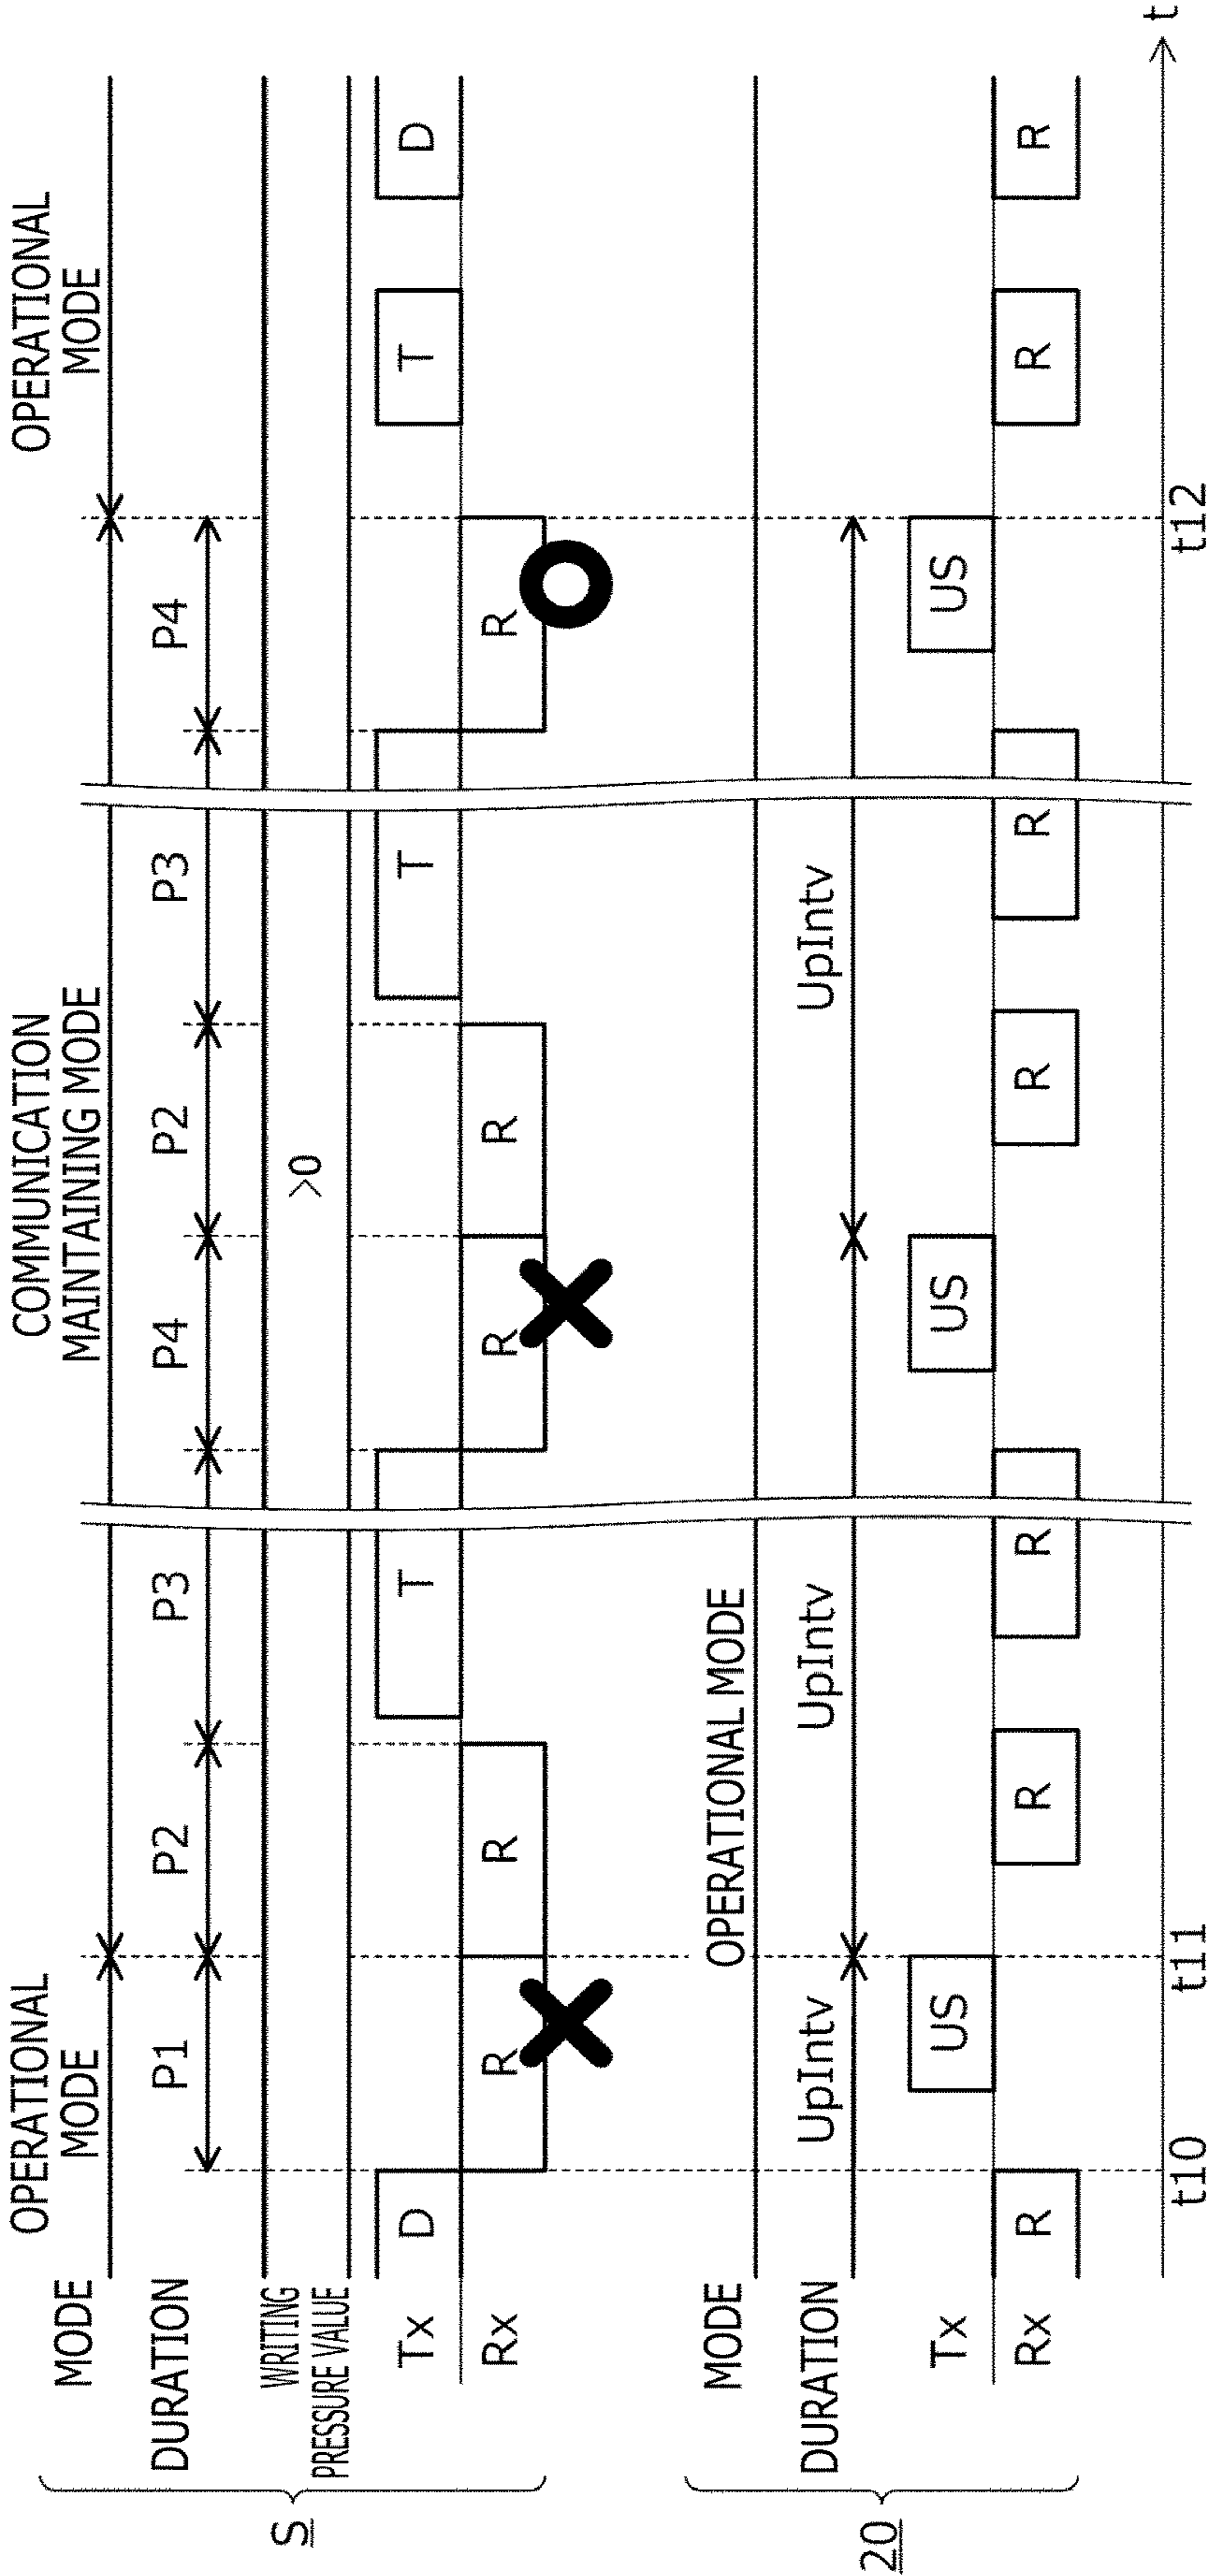 OPERATIONAL
MODE
COMMUNICATION
MAINTAINING MODE
OPERATIONAL
MODE
MODE
DURATION
P1
P2
P3
P4
P2
P3
P4
WRITING
PRESSURE VALUE
>0
Tx
D
T
T
T
D
Rx
R
R
R
R
R
S
MODE
OPERATIONAL MODE
DURATION
UpIntv
UpIntv
UpIntv
Tx
US
US
US
Rx
R
R
R
R
R
R
R
20
t10
t11
t12
t